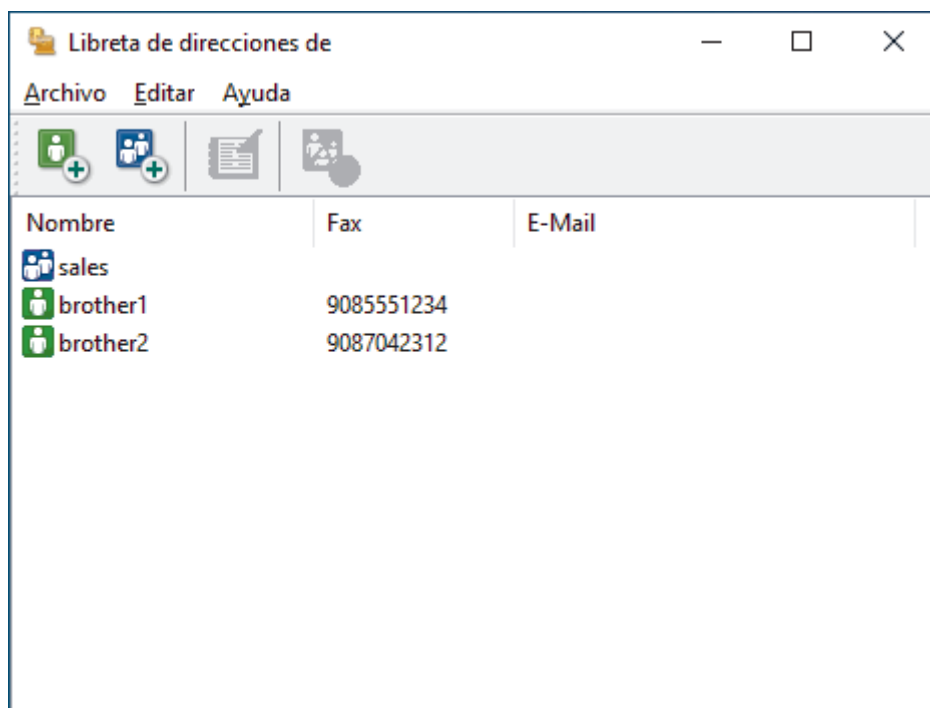 Libreta de direcciones de
Archivo Editar Ayuda
Nombre Fax E-Mail
sales
brother1 9085551234
brother2 9087042312